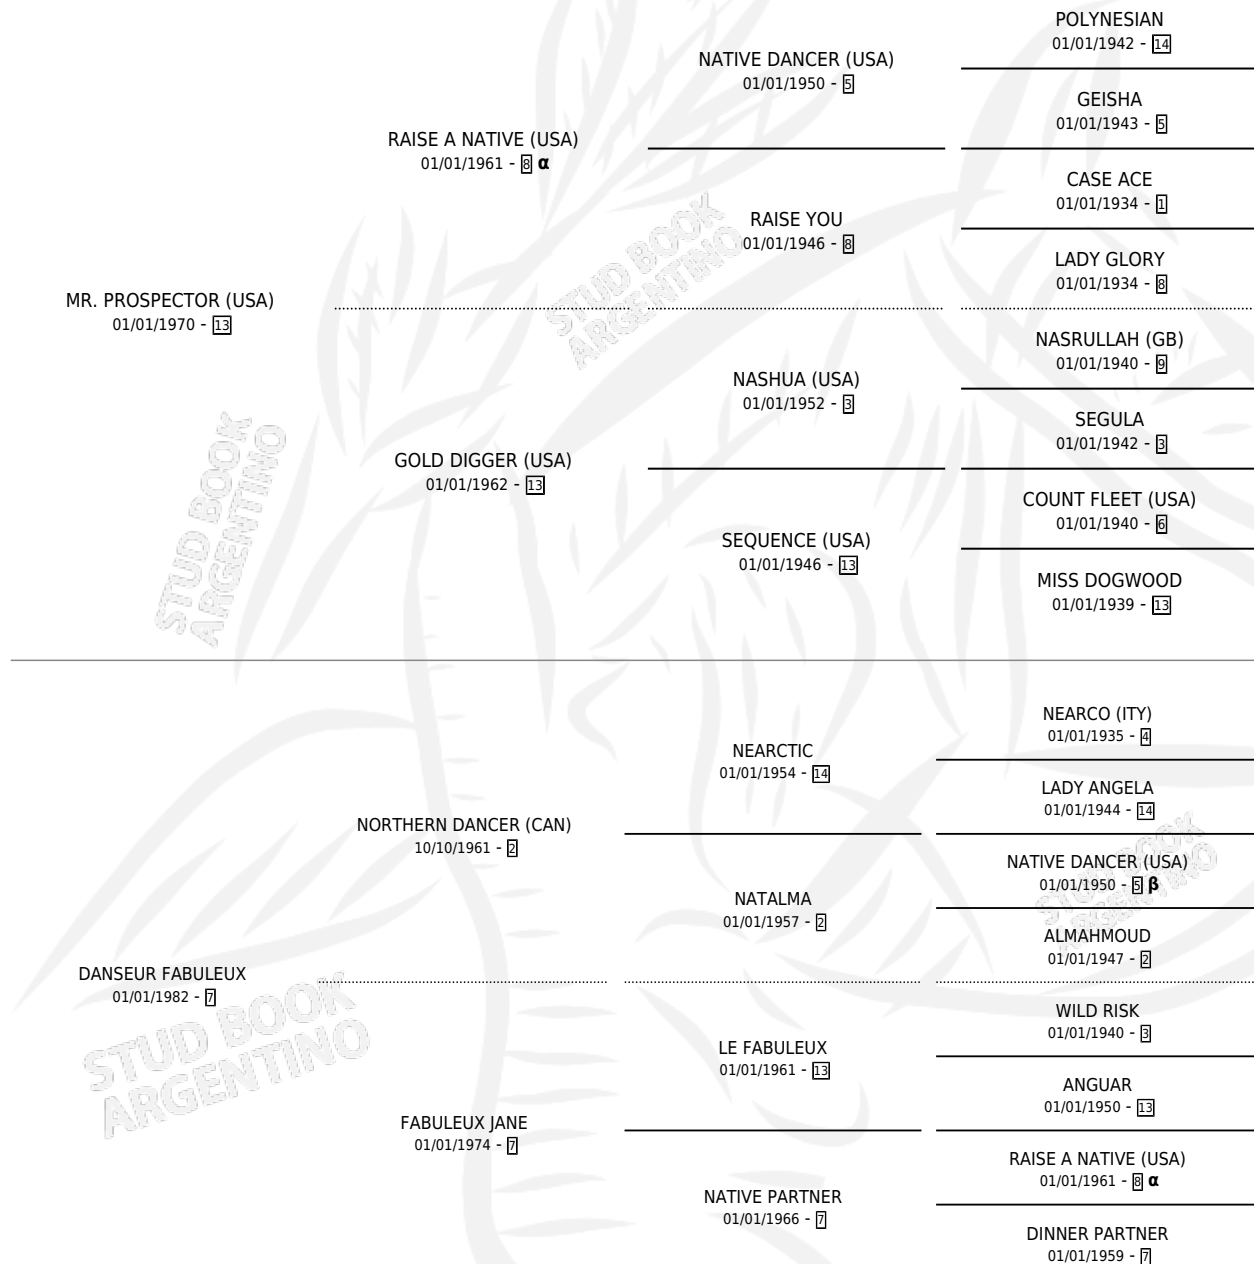 POLYNESIAN
01/01/1942 - 14
NATIVE DANCER (USA)
01/01/1950 - 5
GEISHA
01/01/1943 - 5
RAISE A NATIVE (USA)
01/01/1961 - 8 α
CASE ACE
01/01/1934 - 1
RAISE YOU
01/01/1946 - 8
LADY GLORY
01/01/1934 - 8
MR. PROSPECTOR (USA)
01/01/1970 - 13
NASRULLAH (GB)
01/01/1940 - 9
NASHUA (USA)
01/01/1952 - 3
SEGULA
01/01/1942 - 3
GOLD DIGGER (USA)
01/01/1962 - 13
COUNT FLEET (USA)
01/01/1940 - 6
SEQUENCE (USA)
01/01/1946 - 13
MISS DOGWOOD
01/01/1939 - 13
NEARCO (ITY)
01/01/1935 - 4
NEARCTIC
01/01/1954 - 14
LADY ANGELA
01/01/1944 - 14
NORTHERN DANCER (CAN)
10/10/1961 - 2
NATIVE DANCER (USA)
01/01/1950 - 5 β
NATALMA
01/01/1957 - 2
ALMAHMOUD
01/01/1947 - 2
DANSEUR FABULEUX
01/01/1982 - 7
WILD RISK
01/01/1940 - 3
LE FABULEUX
01/01/1961 - 13
ANGUAR
01/01/1950 - 13
FABULEUX JANE
01/01/1974 - 7
RAISE A NATIVE (USA)
01/01/1961 - 8 α
NATIVE PARTNER
01/01/1966 - 7
DINNER PARTNER
01/01/1959 - 7
STUD BOOK
ARGENTINO
STUD BOOK
ARGENTINO
STUD BOOK
ARGENTINO
STUD BOOK
ARGENTINO